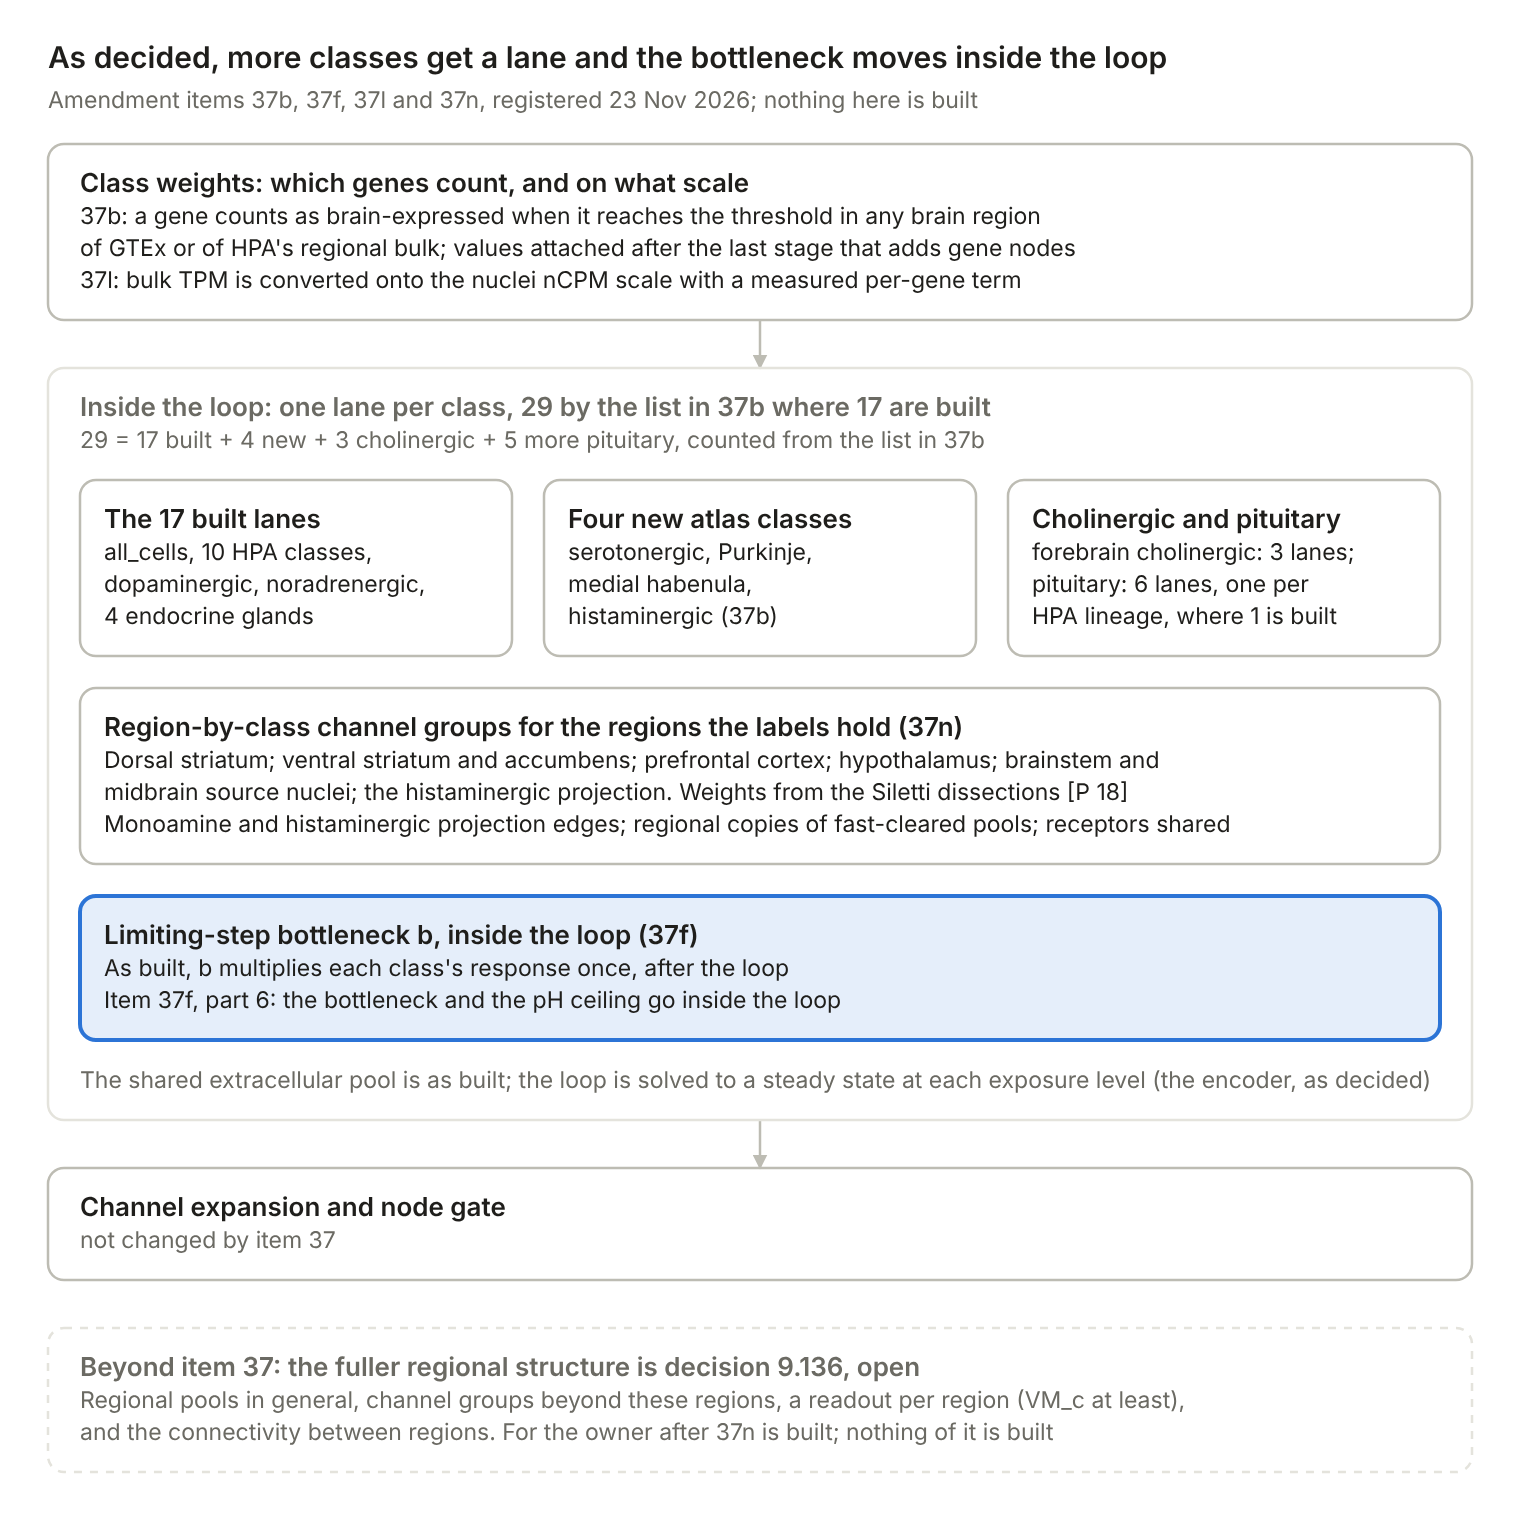 As decided, more classes get a lane and the bottleneck moves inside the loop
Amendment items 37b, 37f, 37l and 37n, registered 23 Nov 2026; nothing here is built
Class weights: which genes count, and on what scale
37b: a gene counts as brain-expressed when it reaches the threshold in any brain region
of GTEx or of HPA's regional bulk; values attached after the last stage that adds gene nodes
37l: bulk TPM is converted onto the nuclei nCPM scale with a measured per-gene term
Inside the loop: one lane per class, 29 by the list in 37b where 17 are built
29 = 17 built + 4 new + 3 cholinergic + 5 more pituitary, counted from the list in 37b
The 17 built lanes
all_cells, 10 HPA classes,
dopaminergic, noradrenergic,
4 endocrine glands
Four new atlas classes
serotonergic, Purkinje,
medial habenula,
histaminergic (37b)
Cholinergic and pituitary
forebrain cholinergic: 3 lanes;
pituitary: 6 lanes, one per
HPA lineage, where 1 is built
Region-by-class channel groups for the regions the labels hold (37n)
Dorsal striatum; ventral striatum and accumbens; prefrontal cortex; hypothalamus; brainstem and
midbrain source nuclei; the histaminergic projection. Weights from the Siletti dissections [P 18]
Monoamine and histaminergic projection edges; regional copies of fast-cleared pools; receptors shared
Limiting-step bottleneck b, inside the loop (37f)
As built, b multiplies each class's response once, after the loop
Item 37f, part 6: the bottleneck and the pH ceiling go inside the loop
The shared extracellular pool is as built; the loop is solved to a steady state at each exposure level (the encoder, as decided)
Channel expansion and node gate
not changed by item 37
Beyond item 37: the fuller regional structure is decision 9.136, open
Regional pools in general, channel groups beyond these regions, a readout per region (VM_c at least),
and the connectivity between regions. For the owner after 37n is built; nothing of it is built